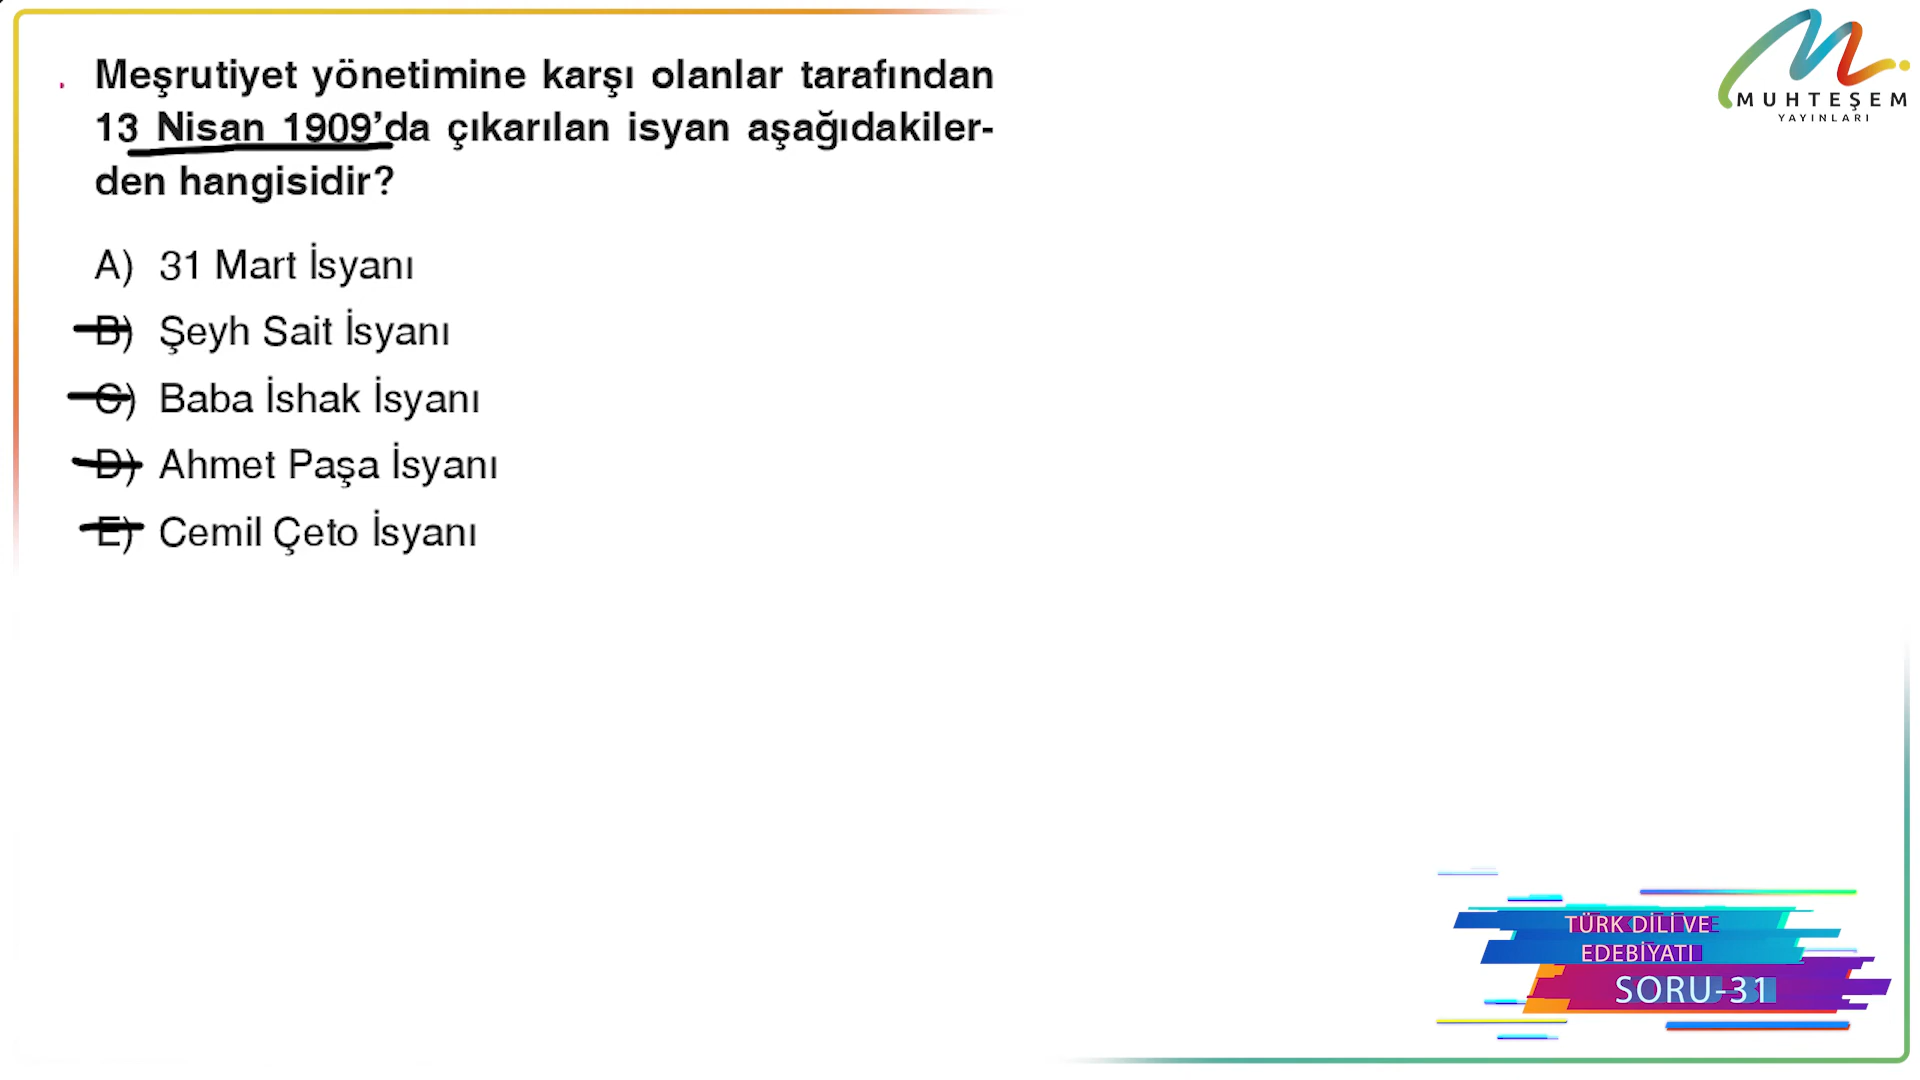 Meşrutiyet yönetimine karşı olanlar tarafından
13 Nisan 1909’da çıkarılan isyan aşağıdakiler-
den hangisidir?
A) 31 Mart İsyanı
B) Şeyh Sait İsyanı
C) Baba İshak İsyanı
D) Ahmet Paşa İsyanı
E) Cemil Çeto İsyanı
MUHTEŞEM
YAYINLARI
TÜRK DİLİ VE
EDEBİYATI
SORU-31